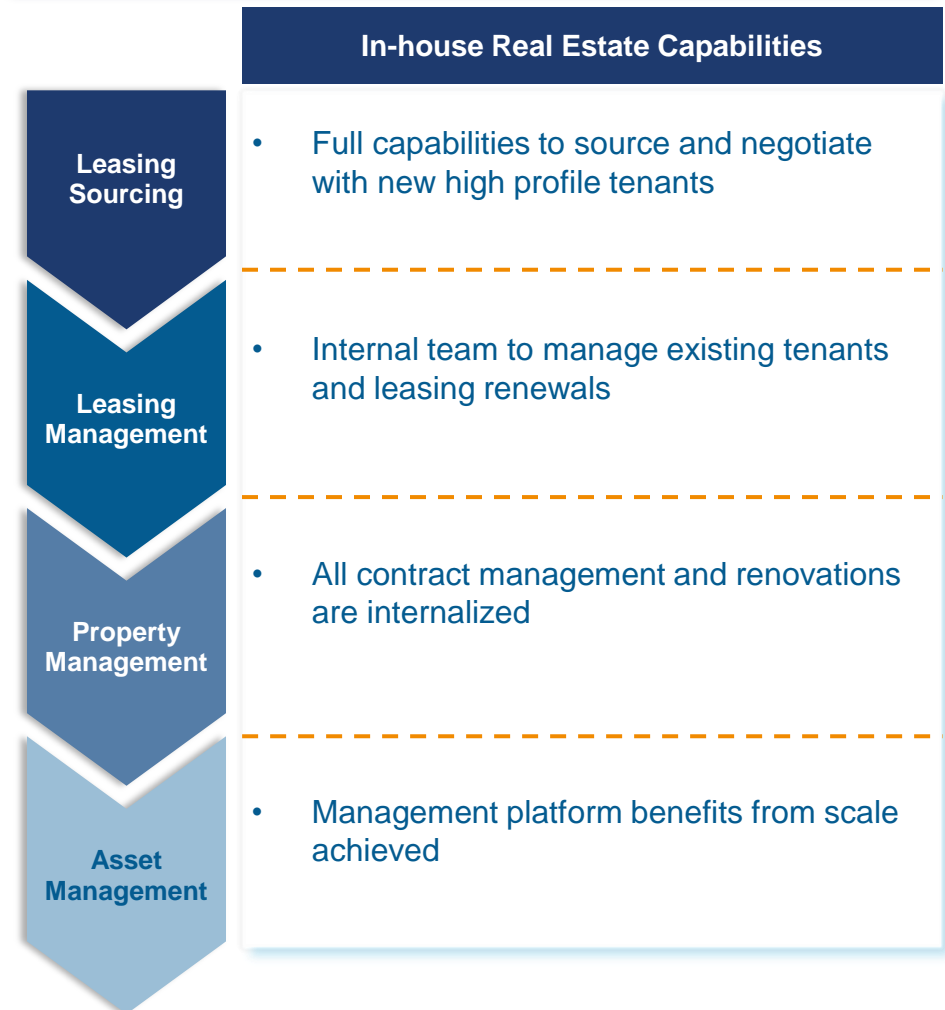 In-house Real Estate Capabilities
Leasing
Sourcing
• Full capabilities to source and negotiate
with new high profile tenants
Leasing
Management
• Internal team to manage existing tenants
and leasing renewals
Property
Management
• All contract management and renovations
are internalized
Asset
Management
• Management platform benefits from scale
achieved